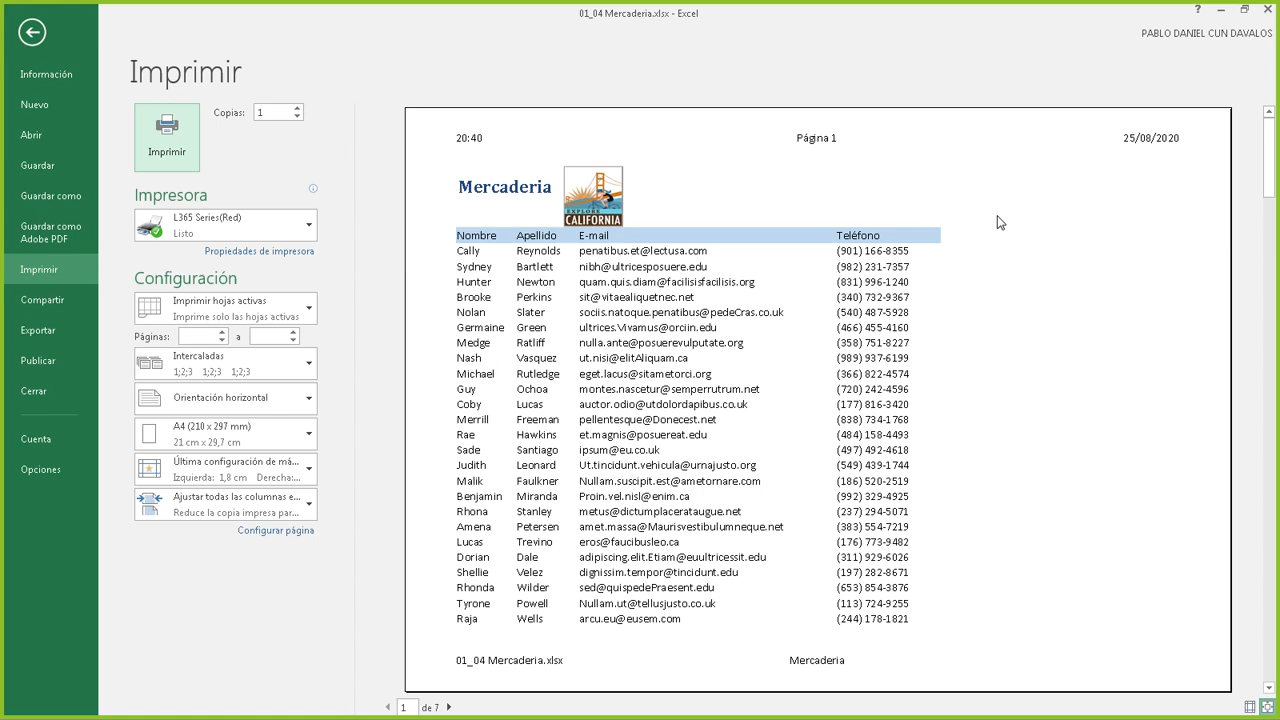 01_04 Mercaderia.xlsx - Excel
?
PABLO DANIEL CUN DAVALOS
Información
Nuevo
Abrir
Guardar
Guardar como
Guardar como
Adobe PDF
Imprimir
Compartir
Exportar
Publicar
Cerrar
Cuenta
Opciones
Imprimir
Imprimir
Copias: 1
Impresora
L365 Series(Red)
Listo
Propiedades de impresora
Configuración
Imprimir hojas activas
Imprime solo las hojas activas
Páginas: a
Intercaladas
1;2;3 1;2;3 1;2;3
Orientación horizontal
A4 (210 x 297 mm)
21 cm x 29,7 cm
Última configuración de má...
Izquierda: 1,8 cm Derecha:...
Ajustar todas las columnas e...
Reduce la copia impresa par...
Configurar página
20:40 Página 1 25/08/2020
Mercaderia
EXPLORE
CALIFORNIA
Nombre Apellido E-mail Teléfono
Cally Reynolds penatibus.et@lectusa.com (901) 166-8355
Sydney Bartlett nibh@ultricesposuere.edu (982) 231-7357
Hunter Newton quam.quis.diam@facilisisfacilisis.org (831) 996-1240
Brooke Perkins sit@vitaealiquetnec.net (340) 732-9367
Nolan Slater sociis.natoque.penatibus@pedeCras.co.uk (540) 487-5928
Germaine Green ultrices.Vivamus@orciin.edu (466) 455-4160
Medge Ratliff nulla.ante@posuerevulputate.org (358) 751-8227
Nash Vasquez ut.nisi@elitAliquam.ca (989) 937-6199
Michael Rutledge eget.lacus@sitametorci.org (366) 822-4574
Guy Ochoa montes.nascetur@semperrutrum.net (720) 242-4596
Coby Lucas auctor.odio@utdolordapibus.co.uk (177) 816-3420
Merrill Freeman pellentesque@Donecest.net (838) 734-1768
Rae Hawkins et.magnis@posuereat.edu (484) 158-4493
Sade Santiago ipsum@eu.co.uk (497) 492-4618
Judith Leonard Ut.tincidunt.vehicula@urnajusto.org (549) 439-1744
Malik Faulkner Nullam.suscipit.est@ametornare.com (186) 520-2519
Benjamin Miranda Proin.vel.nisl@enim.ca (992) 329-4925
Rhona Stanley metus@dictumplacerataugue.net (237) 294-5071
Amena Petersen amet.massa@Maurisvestibulumneque.net (383) 554-7219
Lucas Trevino eros@faucibusleo.ca (176) 773-9482
Dorian Dale adipiscing.elit.Etiam@euultricessit.edu (311) 929-6026
Shellie Velez dignissim.tempor@tincidunt.edu (197) 282-8671
Rhonda Wilder sed@quispedePraesent.edu (653) 854-3876
Tyrone Powell Nullam.ut@tellusjusto.co.uk (113) 724-9255
Raja Wells arcu.eu@eusem.com (244) 178-1821
01_04 Mercaderia.xlsx Mercaderia
1 de 7